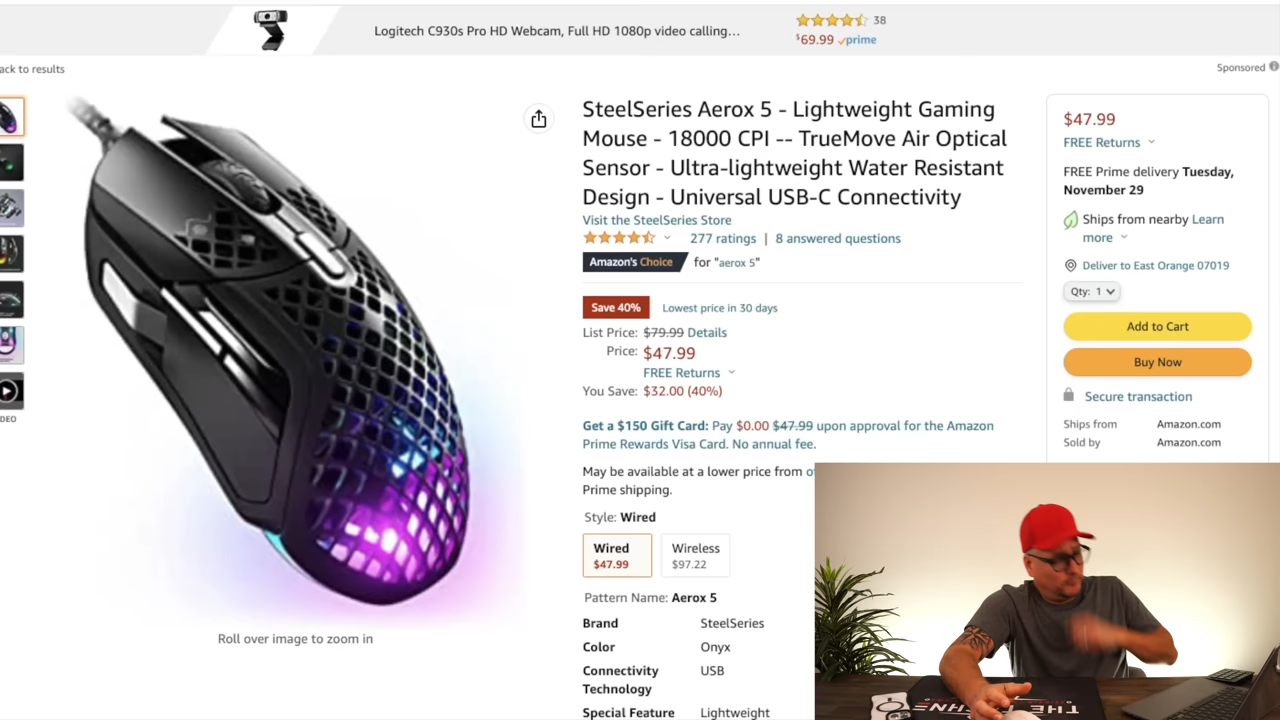 Logitech C930s Pro HD Webcam, Full HD 1080p video calling...
38
$69.99 prime
ack to results
Sponsored
SteelSeries Aerox 5 - Lightweight Gaming
Mouse - 18000 CPI -- TrueMove Air Optical
Sensor - Ultra-lightweight Water Resistant
Design - Universal USB-C Connectivity
Visit the SteelSeries Store
277 ratings | 8 answered questions
Amazon's Choice for "aerox 5"
Save 40% Lowest price in 30 days
List Price: $79.99 Details
Price: $47.99
FREE Returns
You Save: $32.00 (40%)
Get a $150 Gift Card: Pay $0.00 $47.99 upon approval for the Amazon
Prime Rewards Visa Card. No annual fee.
May be available at a lower price from o
Prime shipping.
Style: Wired
Wired
$47.99
Wireless
$97.22
Pattern Name: Aerox 5
Brand SteelSeries
Color Onyx
Connectivity
Technology
USB
Special Feature Lightweight
DEO
Roll over image to zoom in
$47.99
FREE Returns
FREE Prime delivery Tuesday,
November 29
Ships from nearby Learn
more
Deliver to East Orange 07019
Qty: 1
Add to Cart
Buy Now
Secure transaction
Ships from Amazon.com
Sold by Amazon.com